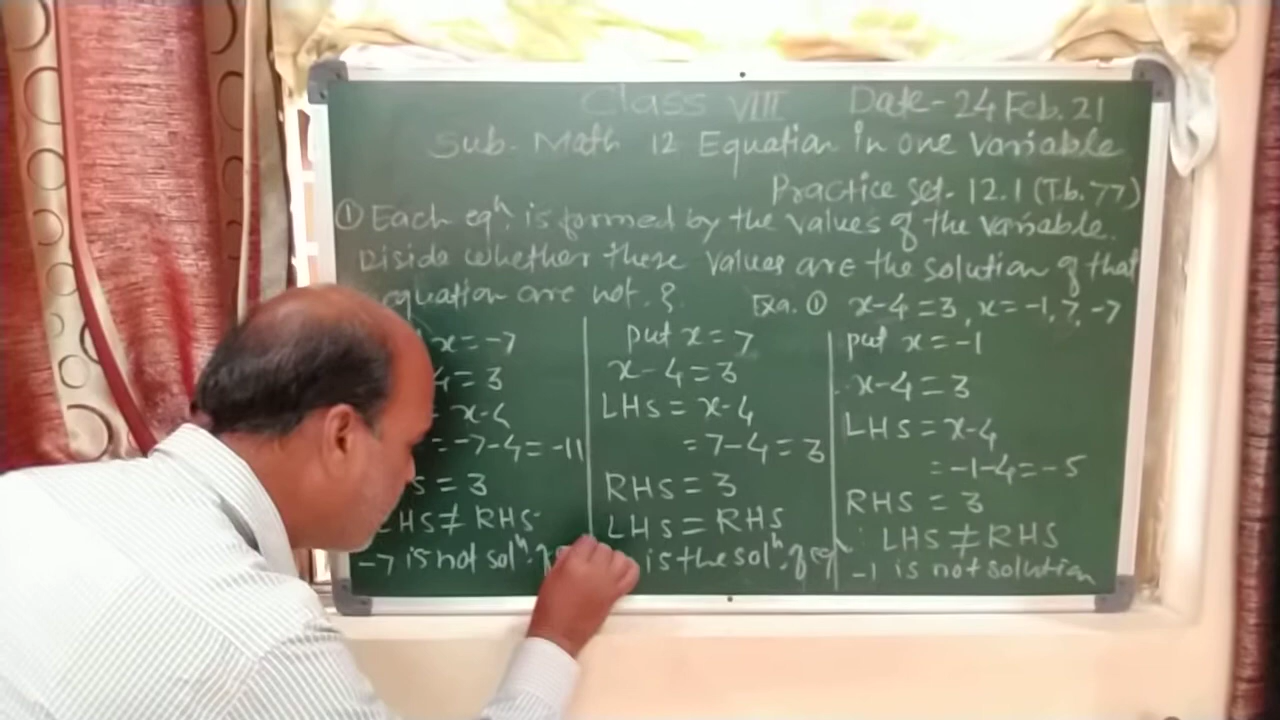 Class VIII Date- 24 Feb. 21
Sub- Math 12 Equation in one Variable
Practice set- 12.1 (T.b. 77)
① Each eqⁿ. is formed by the values of the variable.
Diside whether these values are the solution of that
equation are not. ?
Exa. ① x-4=3, x=-1, 7, -7
x=-7
4=3
= x-4
= -7-4=-11
S=3
LHS ≠ RHS
-7 is not solⁿ.
put x=7
x-4=3
LHS = x-4
= 7-4=3
RHS = 3
LHS = RHS
is the solⁿ. of eqⁿ.
put x=-1
x-4=3
LHS = x-4
= -1-4=-5
RHS = 3
LHS ≠ RHS
-1 is not solution